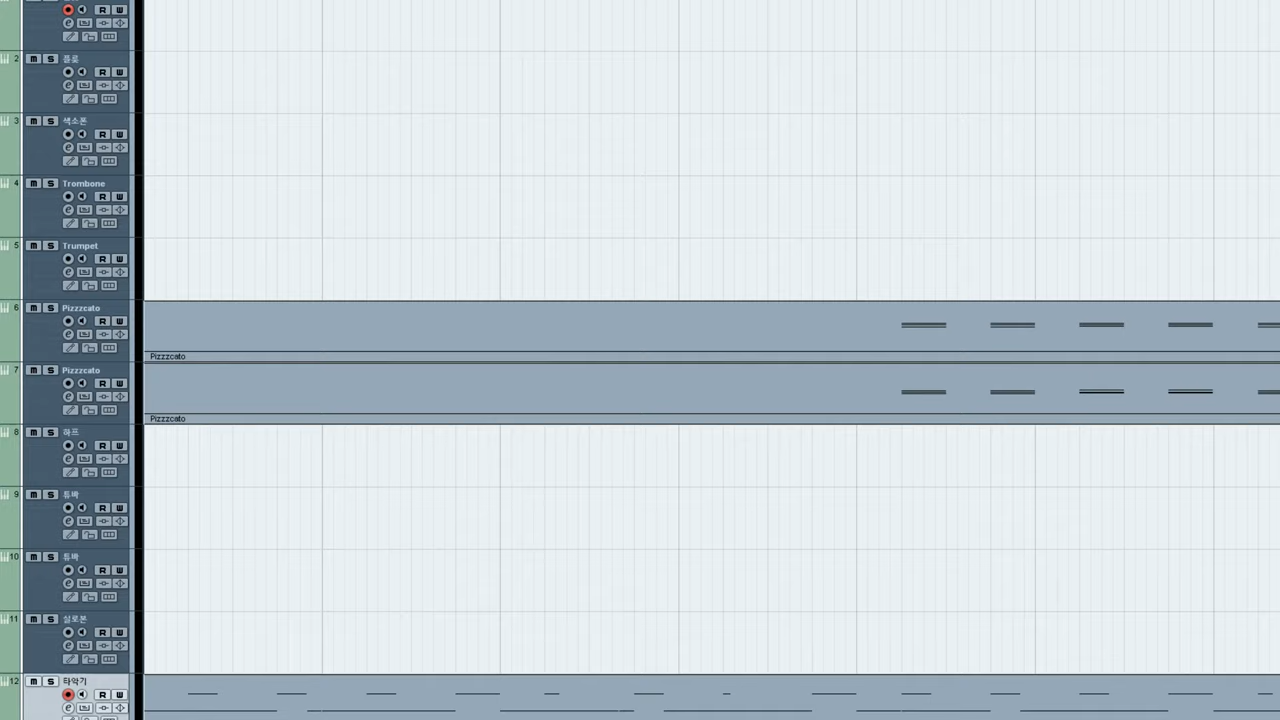 R W
2 m S 플룻
R W
3 m S 색소폰
R W
4 m S Trombone
R W
5 m S Trumpet
R W
6 m S Pizzzcato
R W
Pizzzcato
7 m S Pizzzcato
R W
Pizzzcato
8 m S 하프
R W
9 m S 튜바
R W
10 m S 튜바
R W
11 m S 실로폰
R W
12 m S 타악기
R W